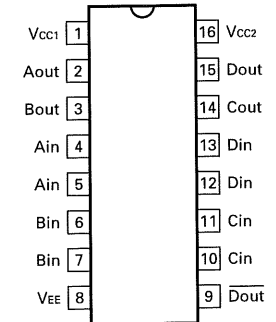 VCC1 1 16 VCC2
Aout 2 15 Dout
Bout 3 14 Cout
Ain 4 13 Din
Ain 5 12 Din
Bin 6 11 Cin
Bin 7 10 Cin
VEE 8 9 D̅o̅u̅t̅